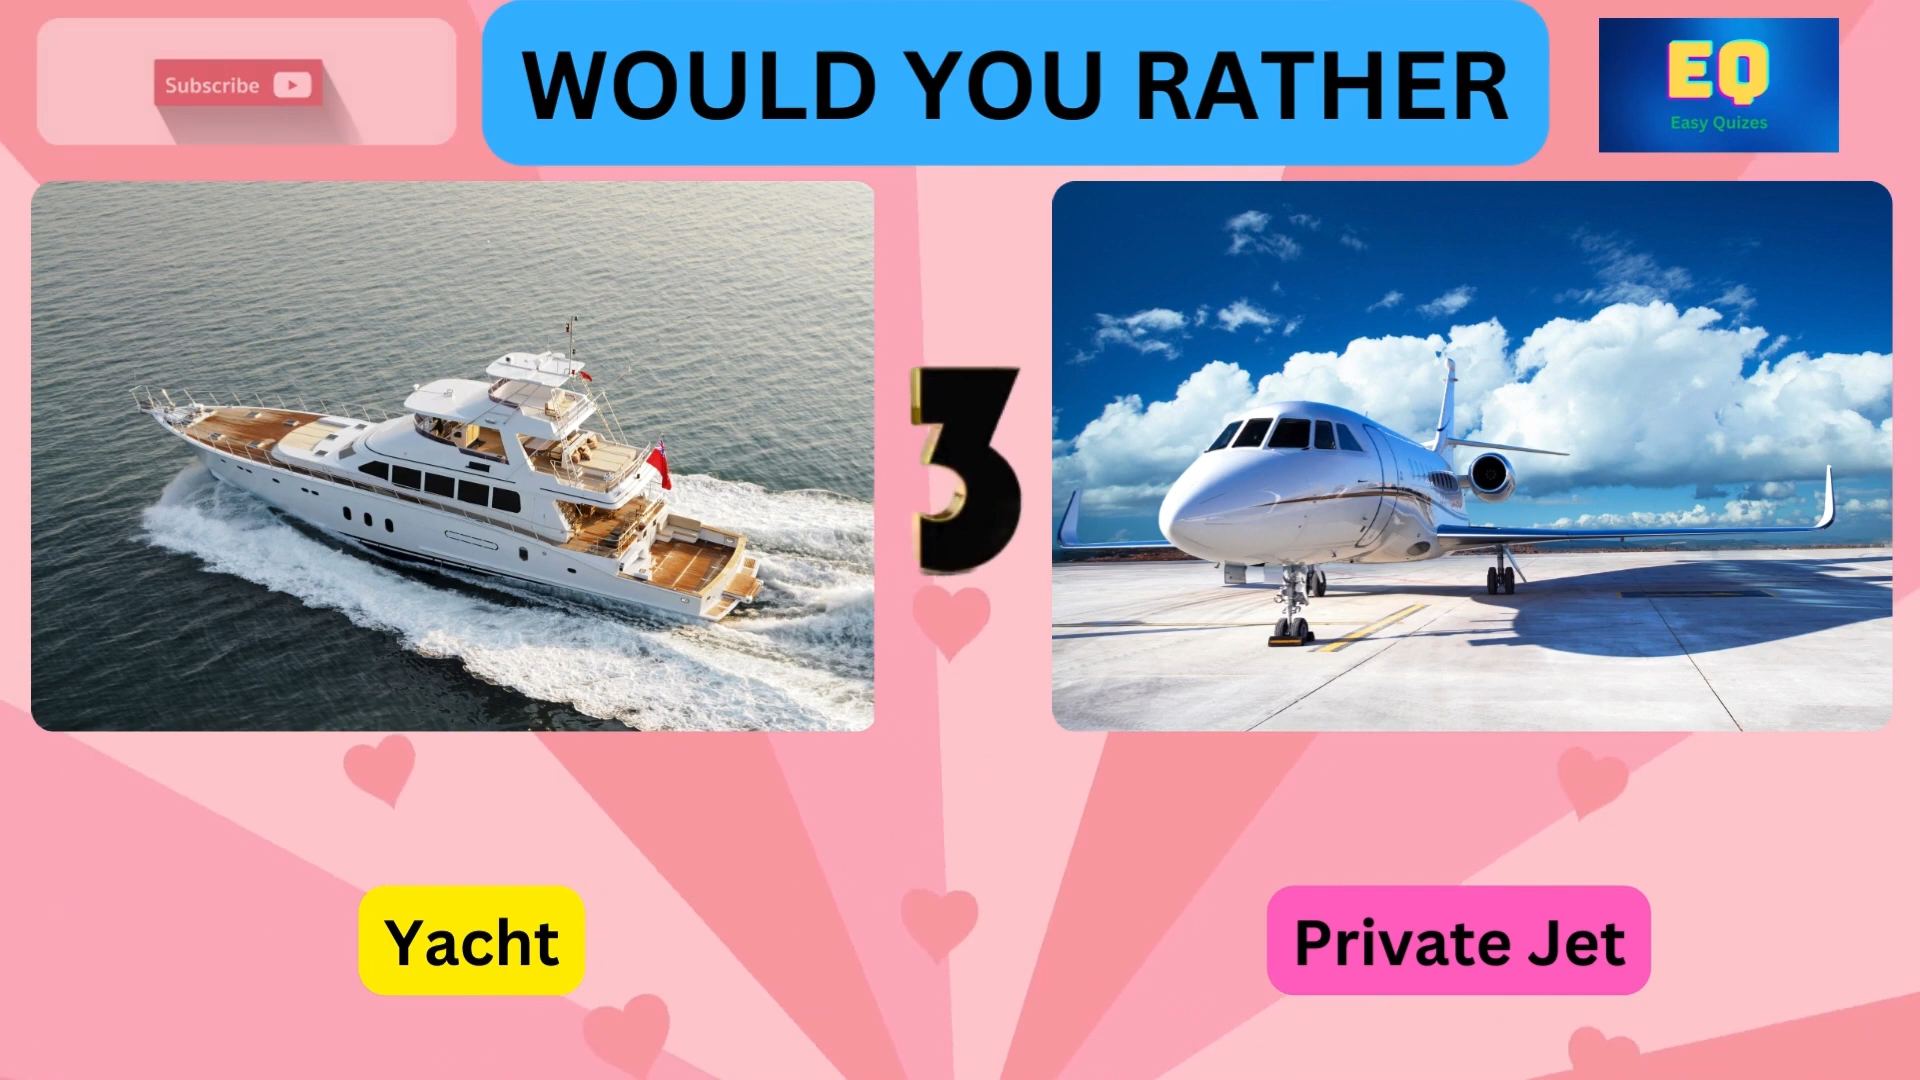 Subscribe
WOULD YOU RATHER
EQ
Easy Quizes
3
Yacht
Private Jet